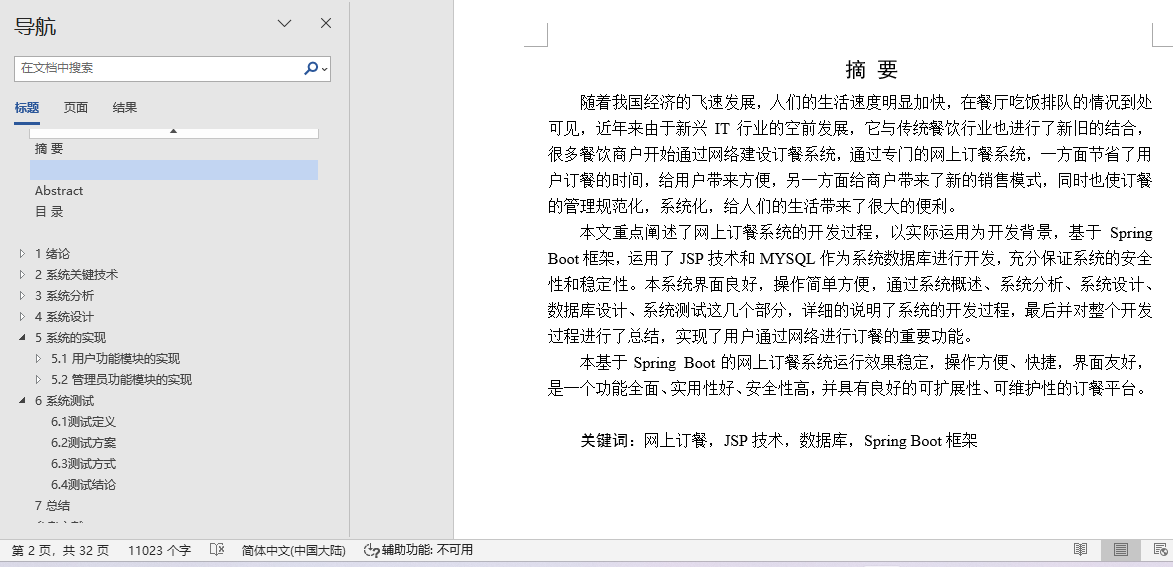 导航
在文档中搜索
标题 页面 结果
摘 要
Abstract
目 录
1 绪论
2 系统关键技术
3 系统分析
4 系统设计
5 系统的实现
5.1 用户功能模块的实现
5.2 管理员功能模块的实现
6 系统测试
6.1测试定义
6.2测试方案
6.3测试方式
6.4测试结论
7 总结
摘 要
随着我国经济的飞速发展，人们的生活速度明显加快，在餐厅吃饭排队的情况到处
可见，近年来由于新兴 IT 行业的空前发展，它与传统餐饮行业也进行了新旧的结合，
很多餐饮商户开始通过网络建设订餐系统，通过专门的网上订餐系统，一方面节省了用
户订餐的时间，给用户带来方便，另一方面给商户带来了新的销售模式，同时也使订餐
的管理规范化，系统化，给人们的生活带来了很大的便利。
本文重点阐述了网上订餐系统的开发过程，以实际运用为开发背景，基于 Spring
Boot 框架，运用了 JSP 技术和 MYSQL 作为系统数据库进行开发，充分保证系统的安全
性和稳定性。本系统界面良好，操作简单方便，通过系统概述、系统分析、系统设计、
数据库设计、系统测试这几个部分，详细的说明了系统的开发过程，最后并对整个开发
过程进行了总结，实现了用户通过网络进行订餐的重要功能。
本基于 Spring Boot 的网上订餐系统运行效果稳定，操作方便、快捷，界面友好，
是一个功能全面、实用性好、安全性高，并具有良好的可扩展性、可维护性的订餐平台。
关键词：网上订餐，JSP 技术，数据库，Spring Boot 框架
第 2 页，共 32 页 11023 个字 简体中文(中国大陆) 辅助功能: 不可用